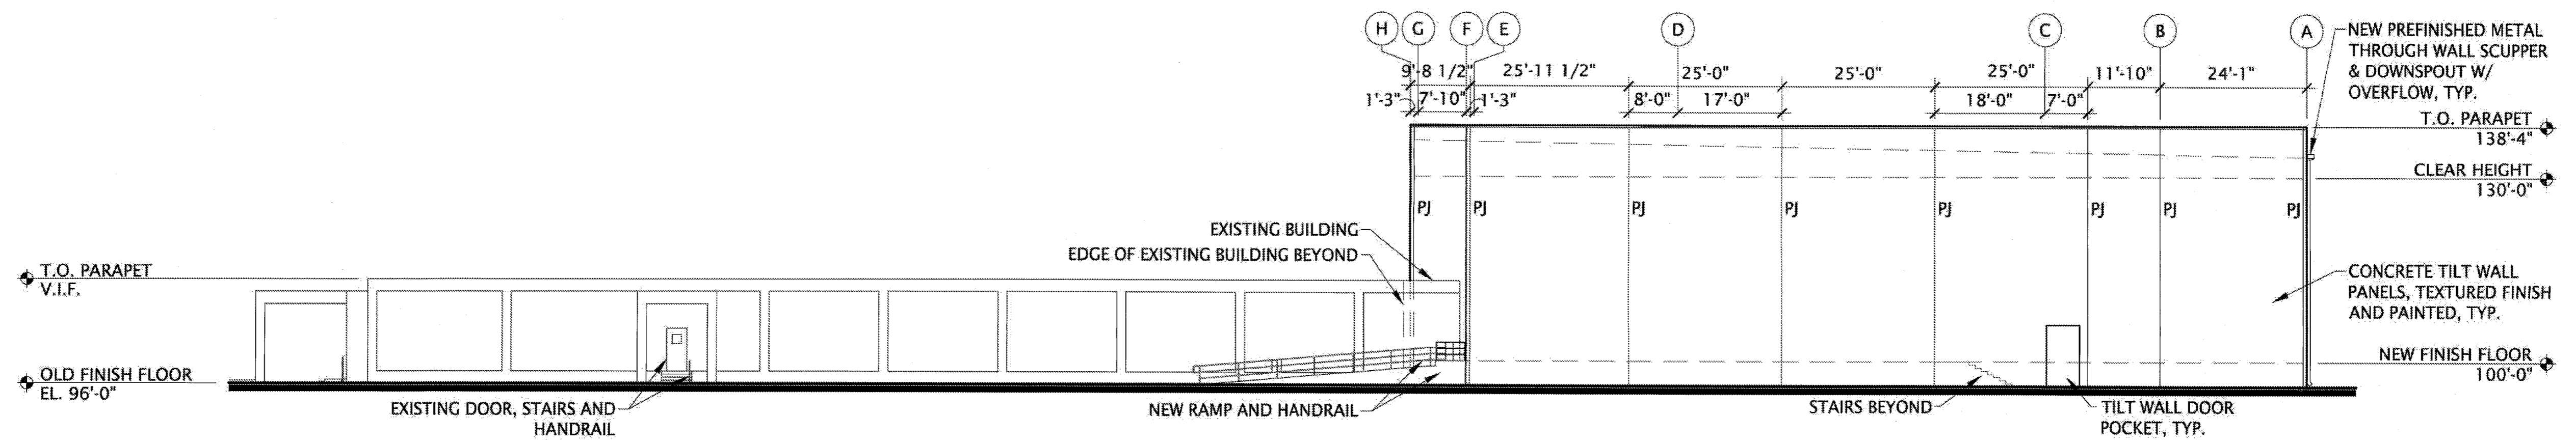 H G F E D C B A
9'-8 1/2" 25'-11 1/2" 25'-0" 25'-0" 25'-0" 11'-10" 24'-1"
1'-3" 7'-10" 1'-3" 8'-0" 17'-0" 18'-0" 7'-0"
NEW PREFINISHED METAL
THROUGH WALL SCUPPER
& DOWNSPOUT W/
OVERFLOW, TYP.
T.O. PARAPET
138'-4"
CLEAR HEIGHT
130'-0"
PJ PJ PJ PJ PJ PJ PJ PJ
EXISTING BUILDING
EDGE OF EXISTING BUILDING BEYOND
T.O. PARAPET
V.I.F.
CONCRETE TILT WALL
PANELS, TEXTURED FINISH
AND PAINTED, TYP.
NEW FINISH FLOOR
100'-0"
OLD FINISH FLOOR
EL. 96'-0"
EXISTING DOOR, STAIRS AND
HANDRAIL
NEW RAMP AND HANDRAIL
STAIRS BEYOND
TILT WALL DOOR
POCKET, TYP.